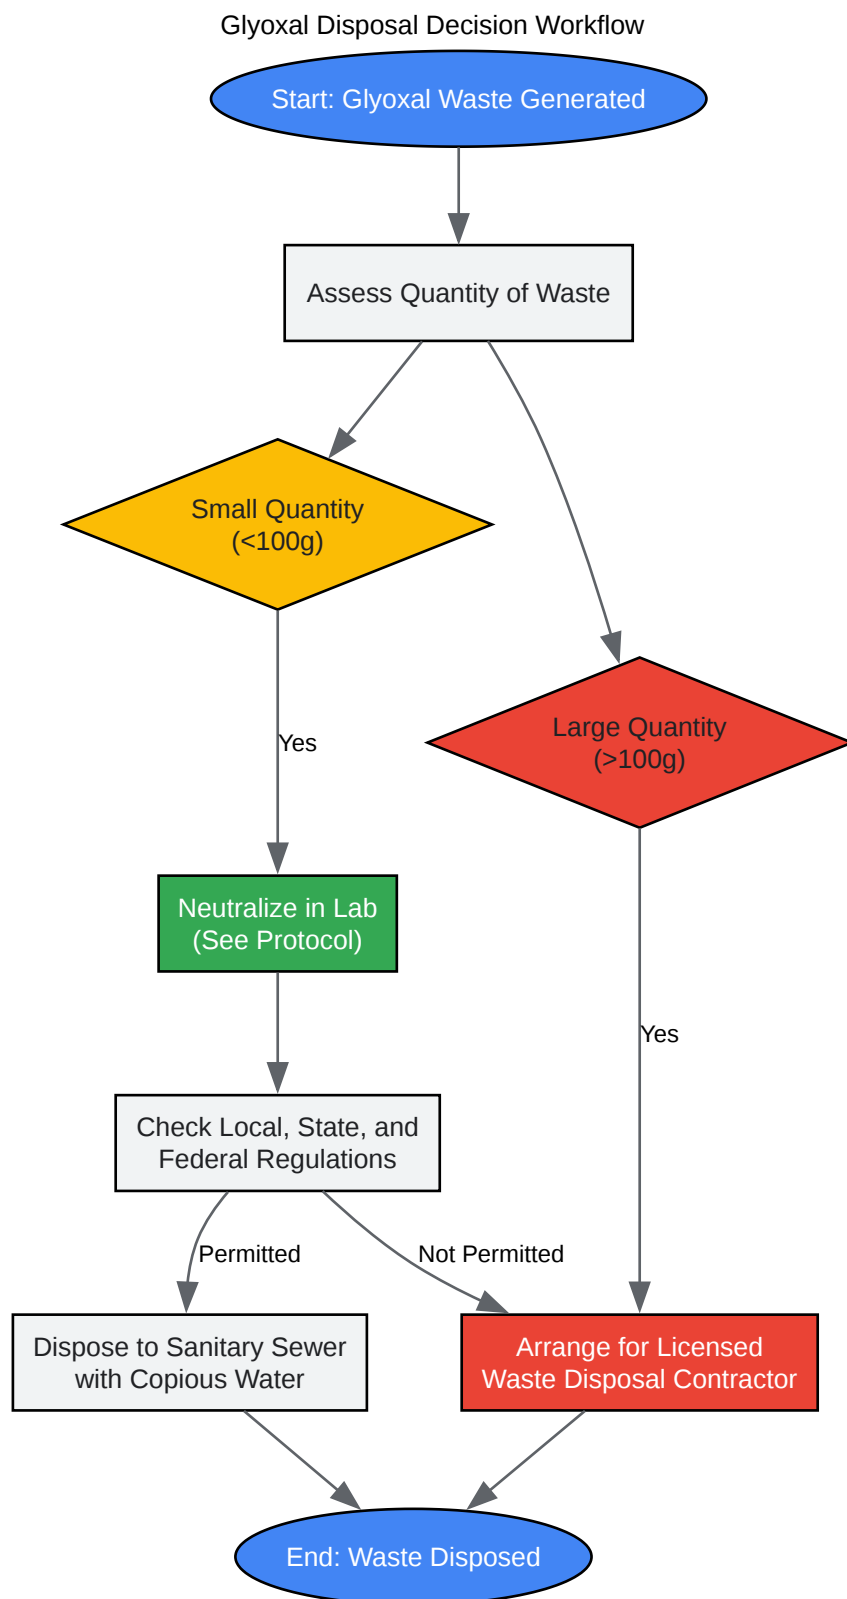 Glyoxal Disposal Decision Workflow
Start: Glyoxal Waste Generated
Assess Quantity of Waste
Small Quantity
(<100g)
Large Quantity
(>100g)
Yes
Neutralize in Lab
(See Protocol)
Yes
Check Local, State, and
Federal Regulations
Permitted
Not Permitted
Dispose to Sanitary Sewer
with Copious Water
Arrange for Licensed
Waste Disposal Contractor
End: Waste Disposed